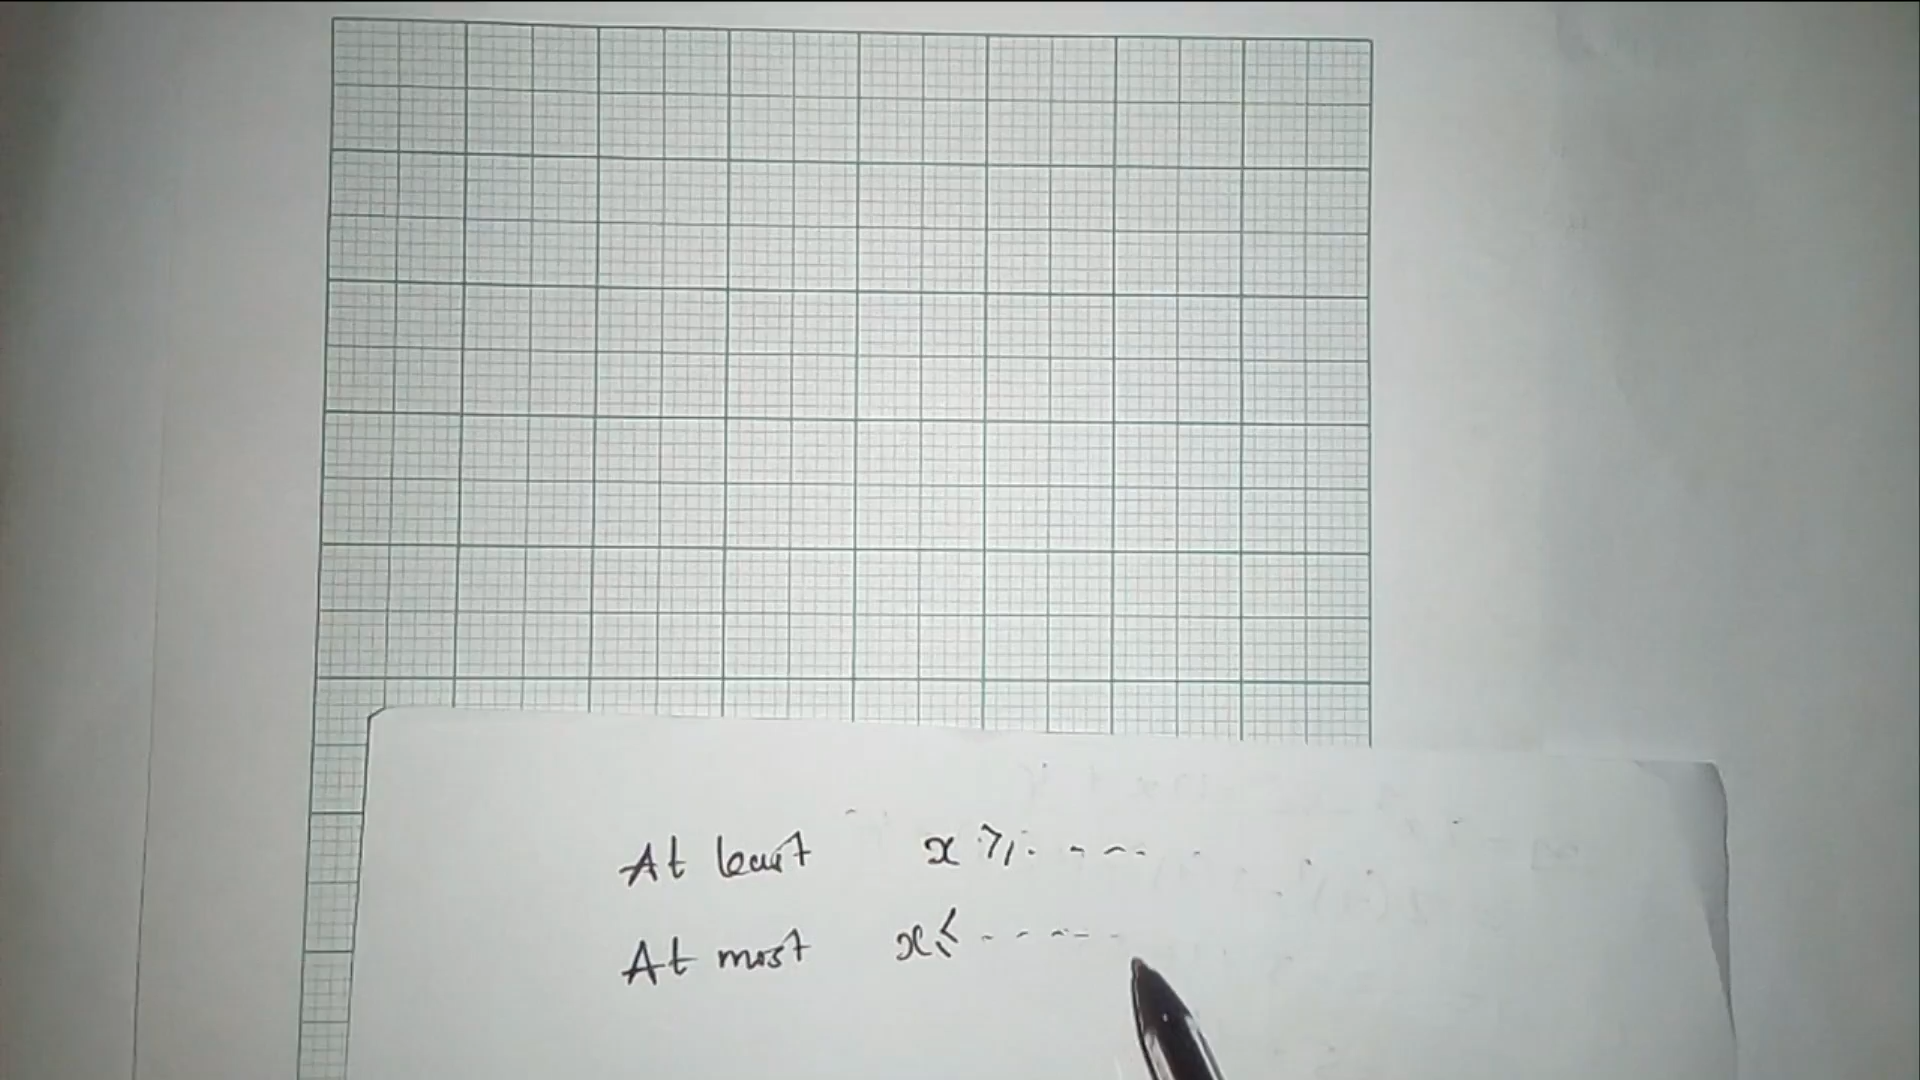 At least x ⩾ - - - -
At most x ⩽ - - - - -